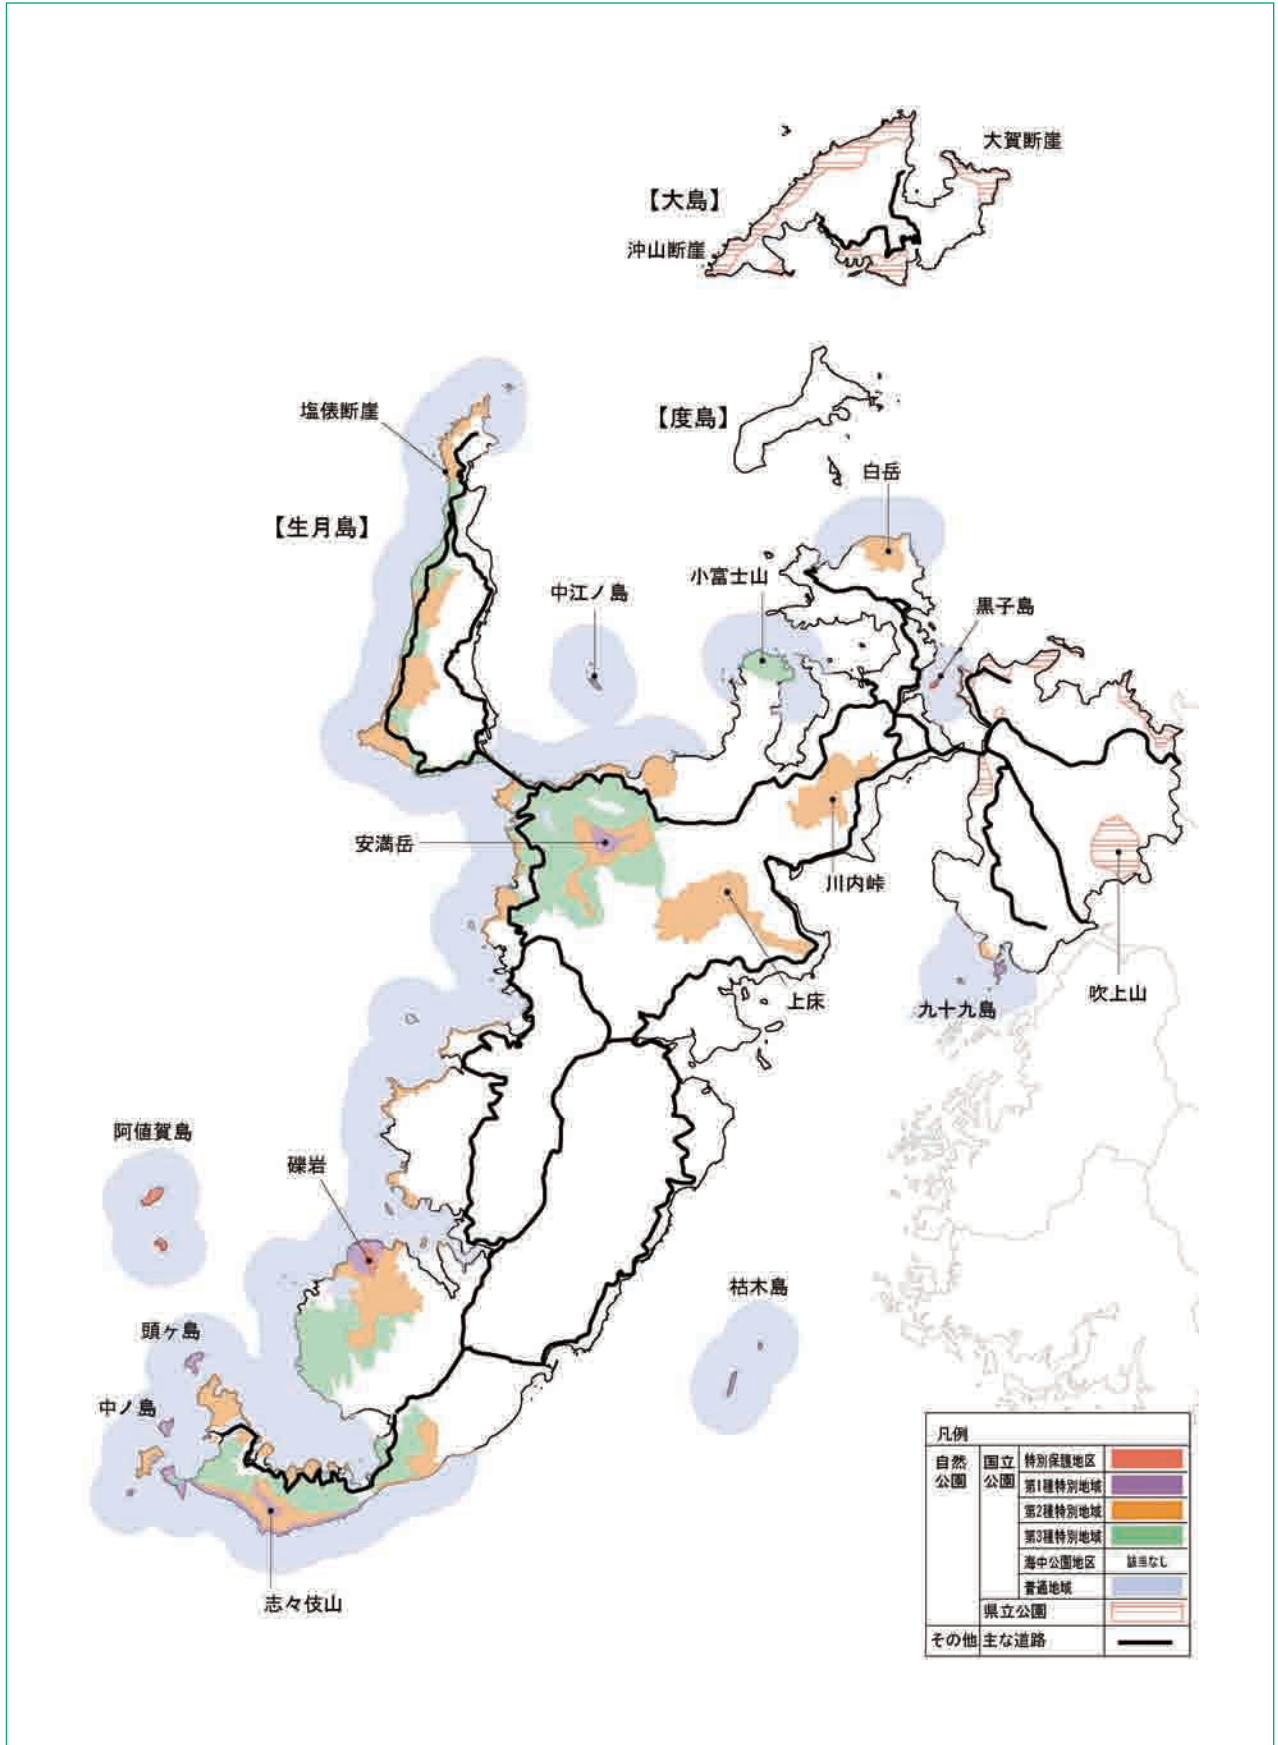 大賀断崖
【大島】
沖山断崖
塩俵断崖
【度島】
白岳
【生月島】
小富士山
中江ノ島
黒子島
安満岳
川内峠
上床
九十九島
吹上山
阿値賀島
礫岩
枯木島
頭ヶ島
中ノ島
志々伎山
凡例
自然公園
国立公園
特別保護地区
第1種特別地域
第2種特別地域
第3種特別地域
海中公園地区 該当なし
普通地域
県立公園
その他 主な道路